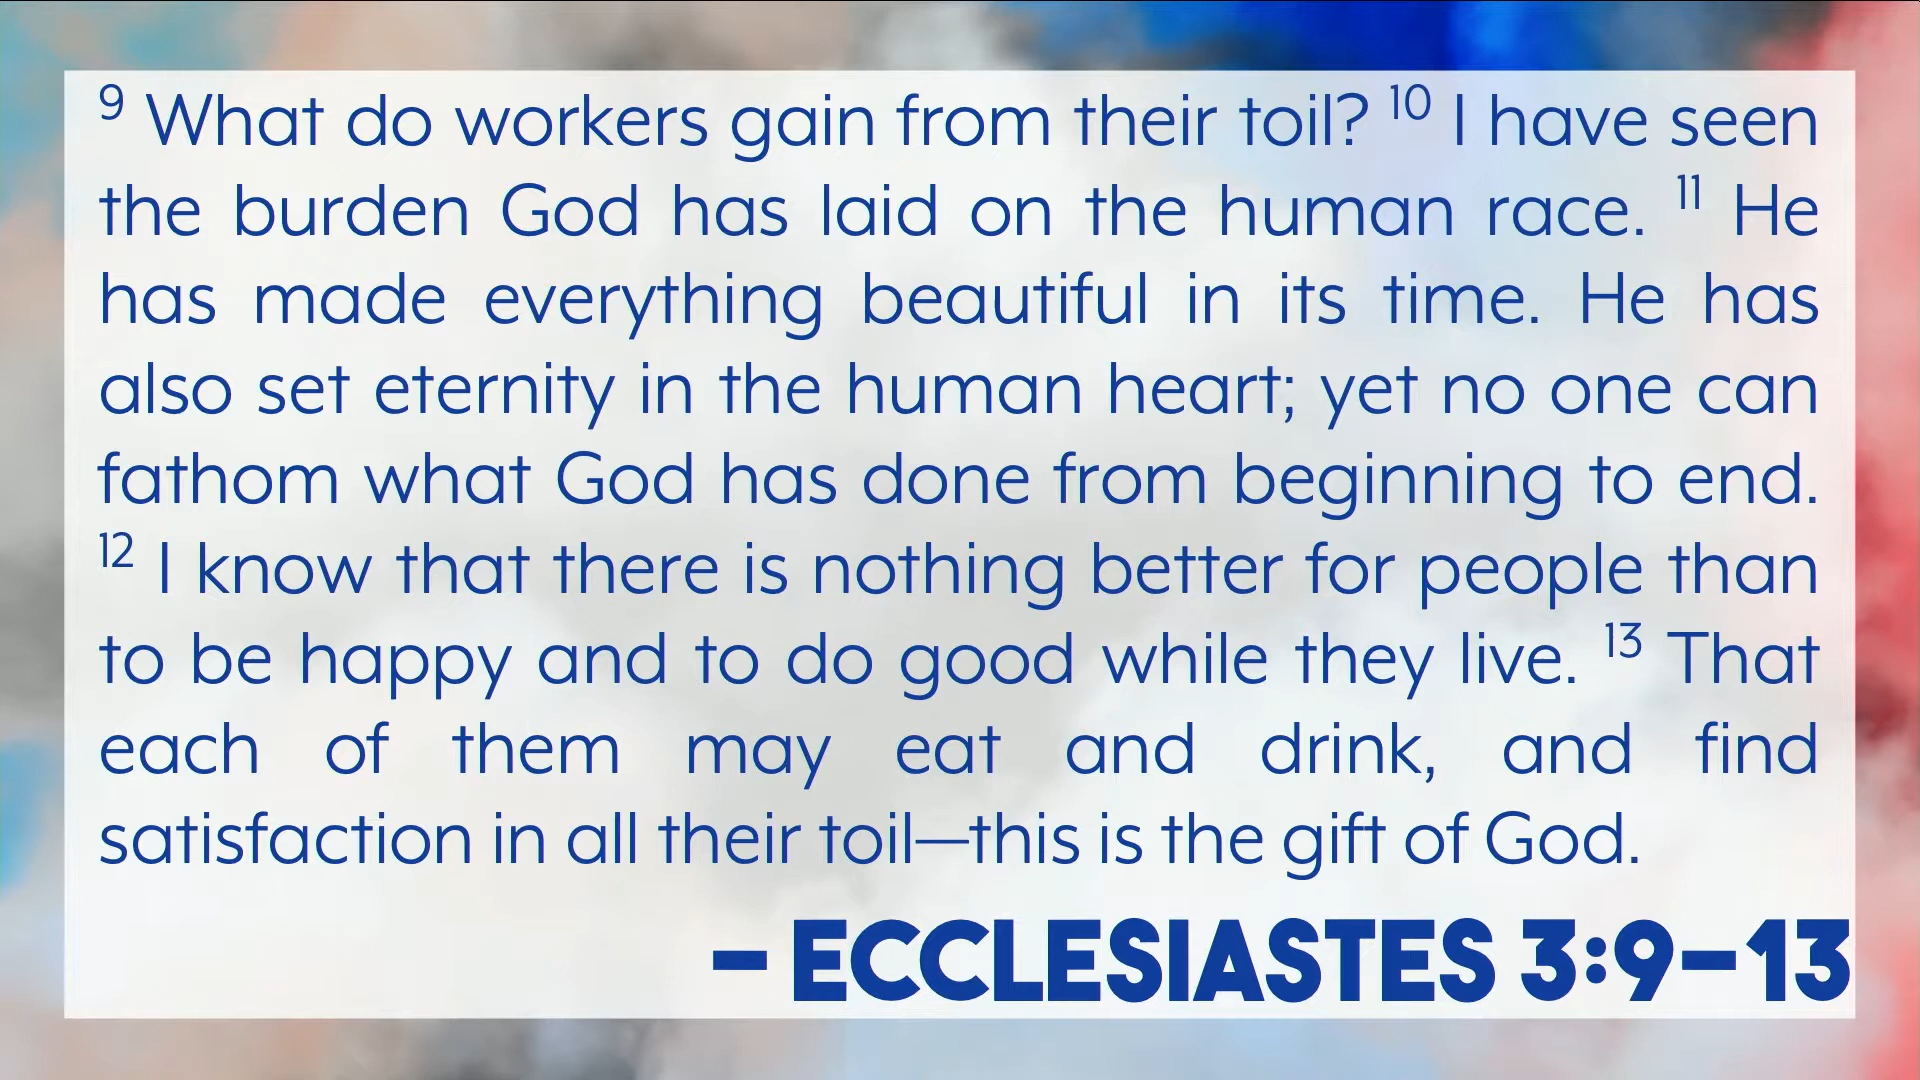 9 What do workers gain from their toil? 10 I have seen
the burden God has laid on the human race. 11 He
has made everything beautiful in its time. He has
also set eternity in the human heart; yet no one can
fathom what God has done from beginning to end.
12 I know that there is nothing better for people than
to be happy and to do good while they live. 13 That
each of them may eat and drink, and find
satisfaction in all their toil—this is the gift of God.
– ECCLESIASTES 3:9–13